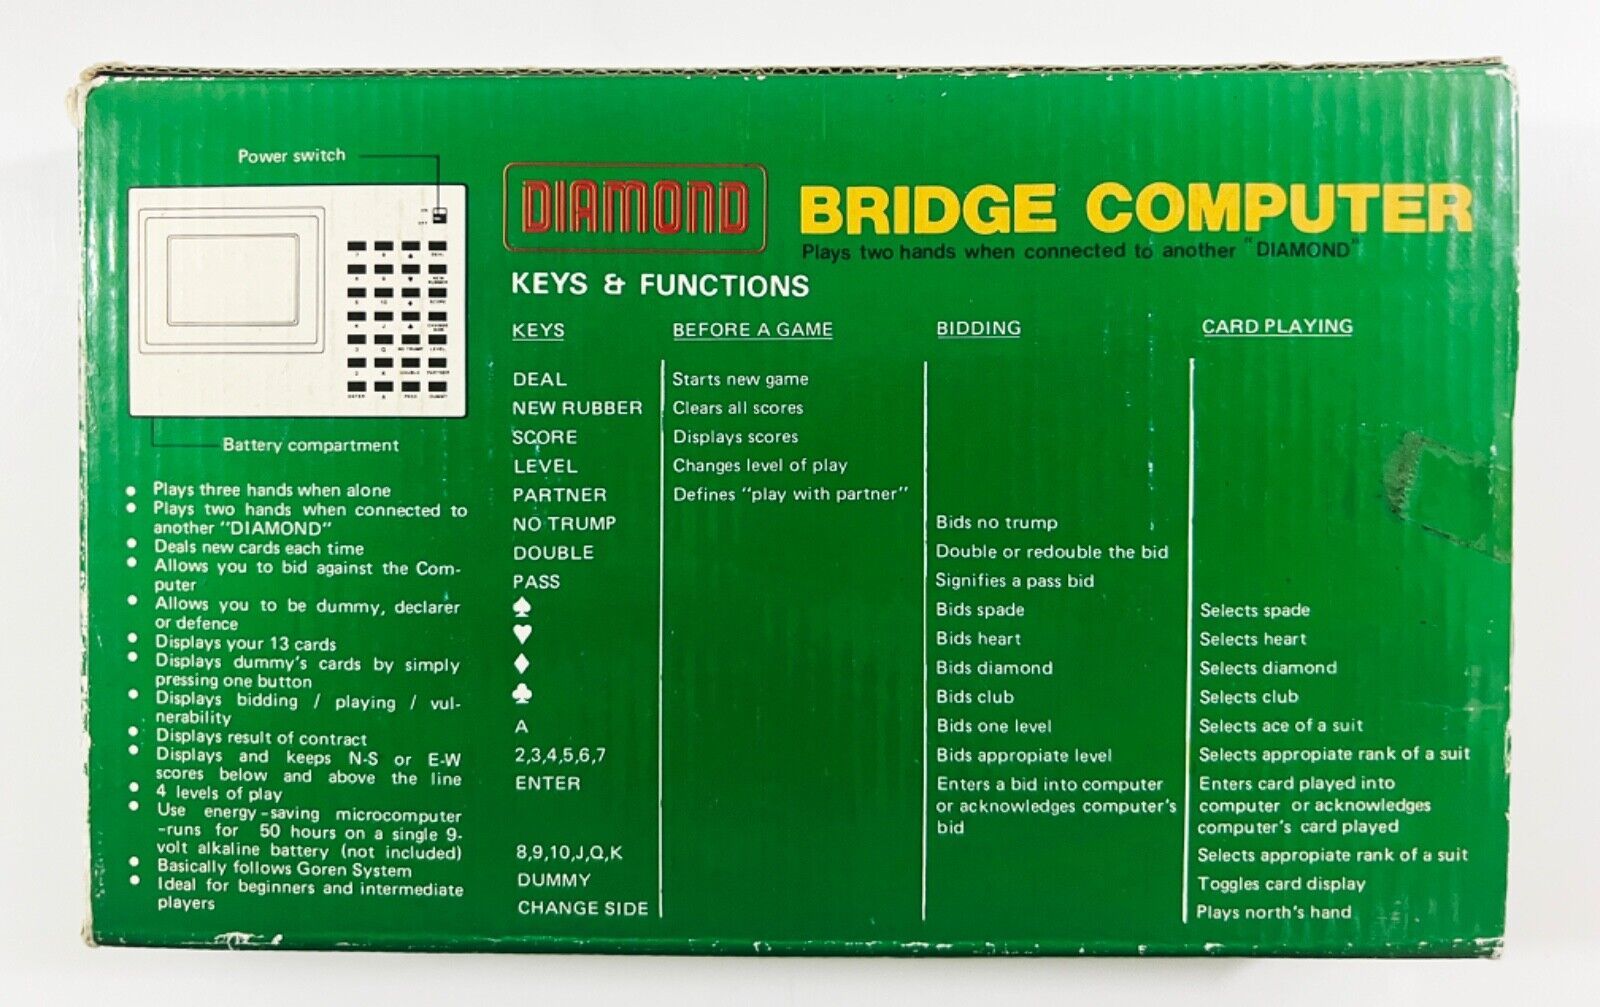 Power switch
Battery compartment
• Plays three hands when alone
• Plays two hands when connected to
another "DIAMOND"
• Deals new cards each time
• Allows you to bid against the Com-
puter
• Allows you to be dummy, declarer
or defence
• Displays your 13 cards
• Displays dummy's cards by simply
pressing one button
• Displays bidding / playing / vul-
nerability
• Displays result of contract
• Displays and keeps N-S or E-W
scores below and above the line
• 4 levels of play
• Use energy-saving microcomputer
-runs for 50 hours on a single 9-
volt alkaline battery (not included)
• Basically follows Goren System
• Ideal for beginners and intermediate
players
DIAMOND BRIDGE COMPUTER
Plays two hands when connected to another "DIAMOND"
KEYS & FUNCTIONS
KEYS BEFORE A GAME BIDDING CARD PLAYING
DEAL Starts new game
NEW RUBBER Clears all scores
SCORE Displays scores
LEVEL Changes level of play
PARTNER Defines "play with partner"
NO TRUMP Bids no trump
DOUBLE Double or redouble the bid
PASS Signifies a pass bid
♠ Bids spade Selects spade
♥ Bids heart Selects heart
♦ Bids diamond Selects diamond
♣ Bids club Selects club
A Bids one level Selects ace of a suit
2,3,4,5,6,7 Bids appropiate level Selects appropiate rank of a suit
ENTER Enters a bid into computer Enters card played into
or acknowledges computer's computer or acknowledges
bid computer's card played
8,9,10,J,Q,K Selects appropiate rank of a suit
DUMMY Toggles card display
CHANGE SIDE Plays north's hand